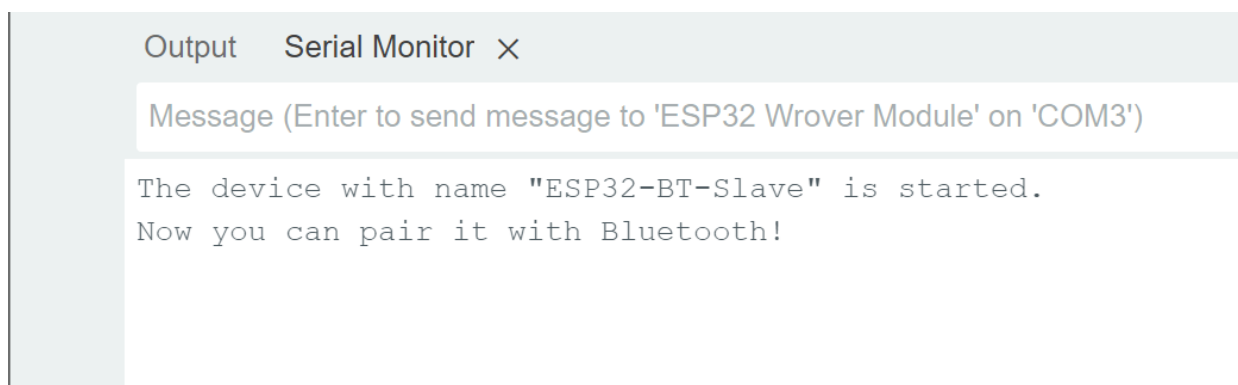 Output Serial Monitor ×
Message (Enter to send message to 'ESP32 Wrover Module' on 'COM3')
The device with name "ESP32-BT-Slave" is started.
Now you can pair it with Bluetooth!